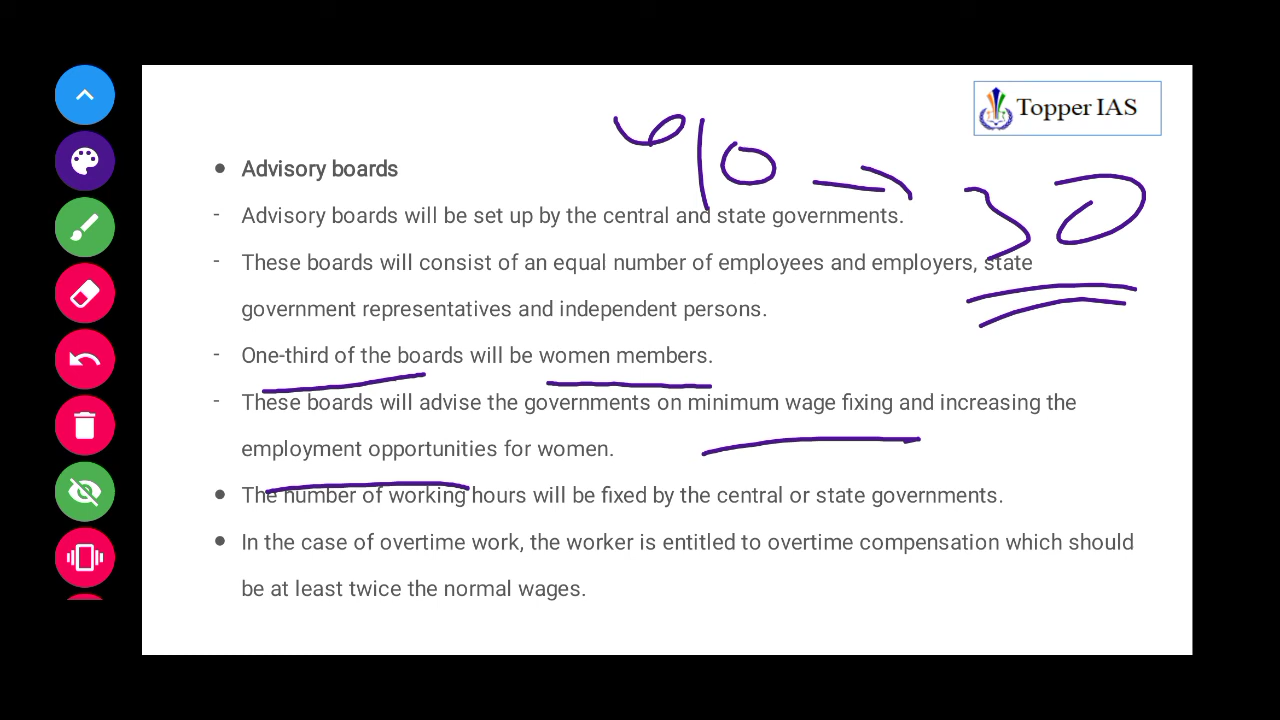 Topper IAS
90 → 30
● Advisory boards
- Advisory boards will be set up by the central and state governments.
- These boards will consist of an equal number of employees and employers, state
government representatives and independent persons.
- One-third of the boards will be women members.
- These boards will advise the governments on minimum wage fixing and increasing the
employment opportunities for women.
● The number of working hours will be fixed by the central or state governments.
● In the case of overtime work, the worker is entitled to overtime compensation which should
be at least twice the normal wages.